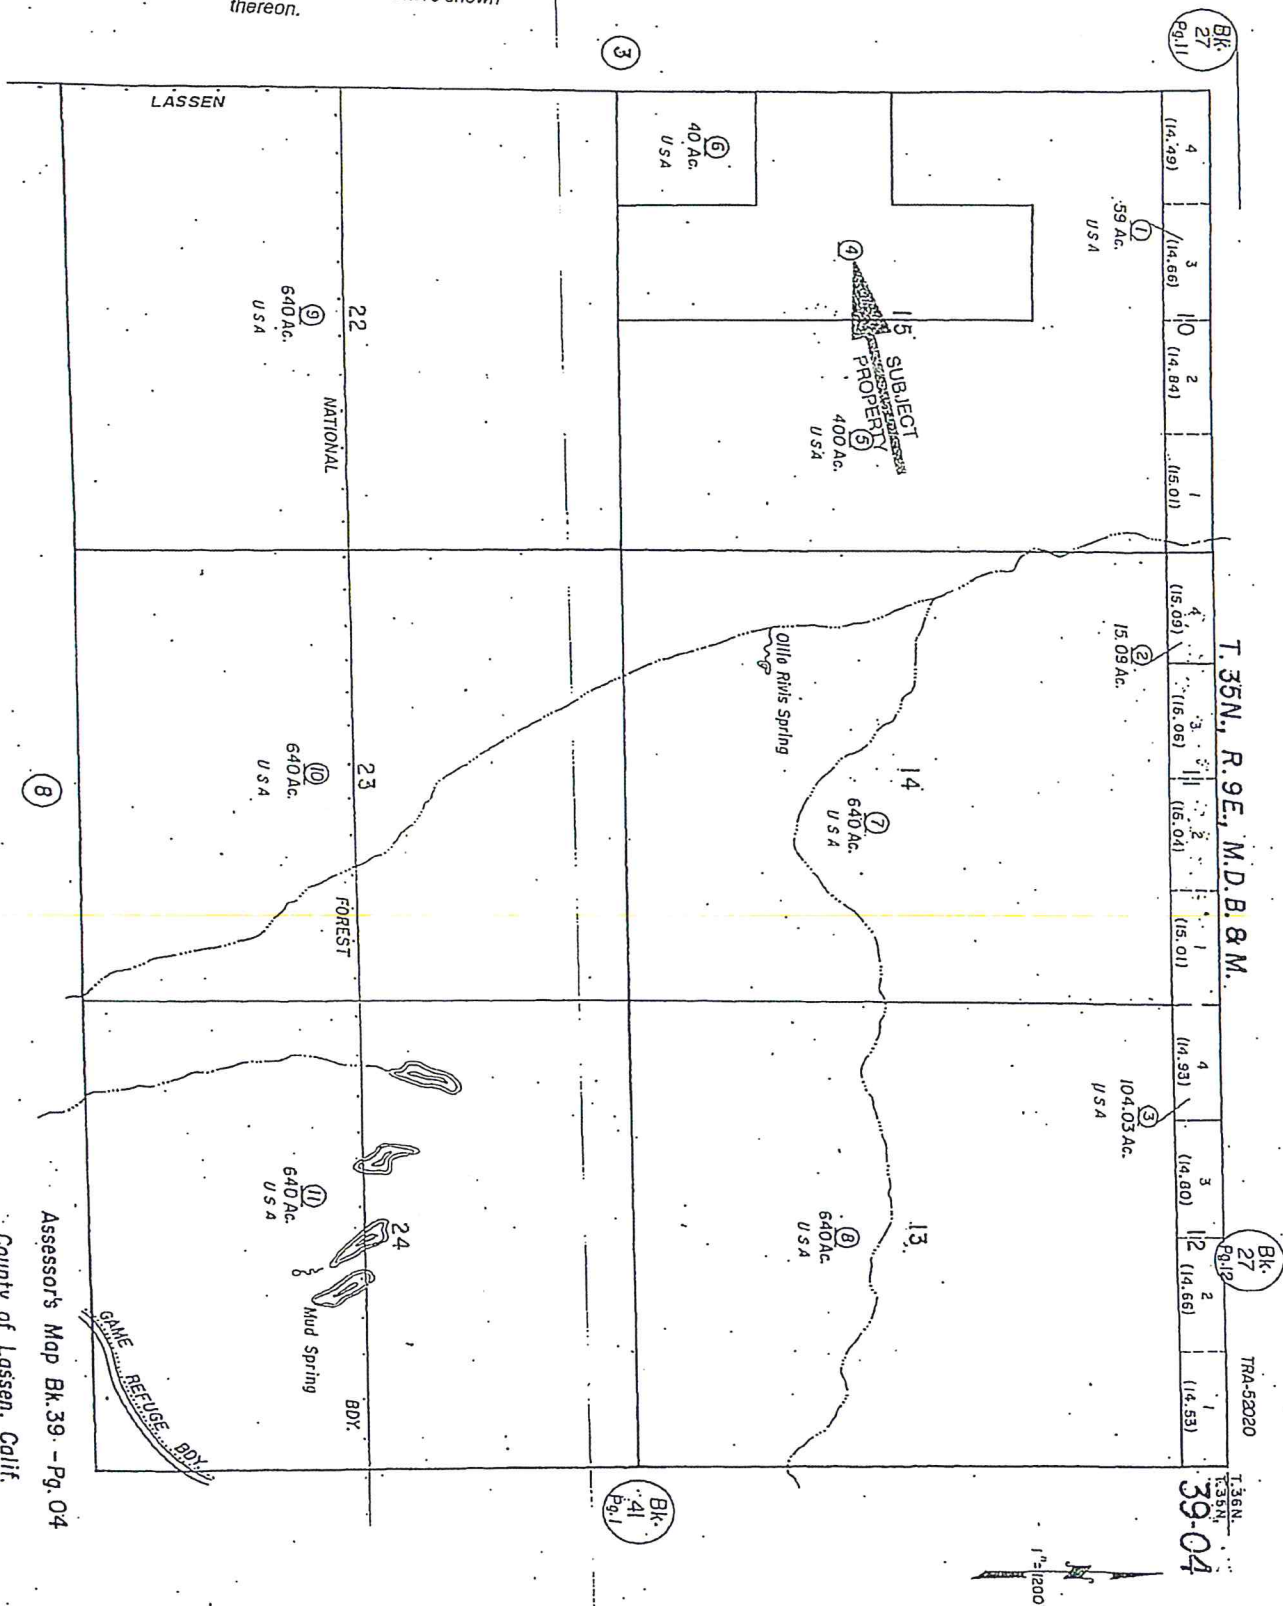 thereon.
Bk.
27
Pg.11
3
T. 35N., R. 9E., M.D.B. & M.
Bk.
27
Pg.12
TRA-52020
T.36N.
T.35N.
39-04
1"=1200
4
(14.49)
3
(14.66)
10
2
(14.84)
1
(15.01)
4
(15.09)
3
(16.06)
11
2
(16.04)
1
(15.01)
4
(14.93)
3
(14.80)
12
2
(14.66)
1
(14.53)
1
59 Ac.
USA
2
15.09 Ac.
3
104.03 Ac.
USA
6
40 Ac.
USA
4
15
SUBJECT
PROPERTY
5
400 Ac.
USA
14
7
640 Ac.
USA
Ollo Rivis Spring
13
8
640 Ac.
USA
Bk.
41
Pg.1
LASSEN
NATIONAL
FOREST
BDY.
22
9
640 Ac.
USA
23
10
640 Ac.
USA
24
11
640 Ac.
USA
Mud Spring
GAME REFUGE BDY.
8
Assessor's Map Bk.39.-Pg.04
County of Lassen, Calif.